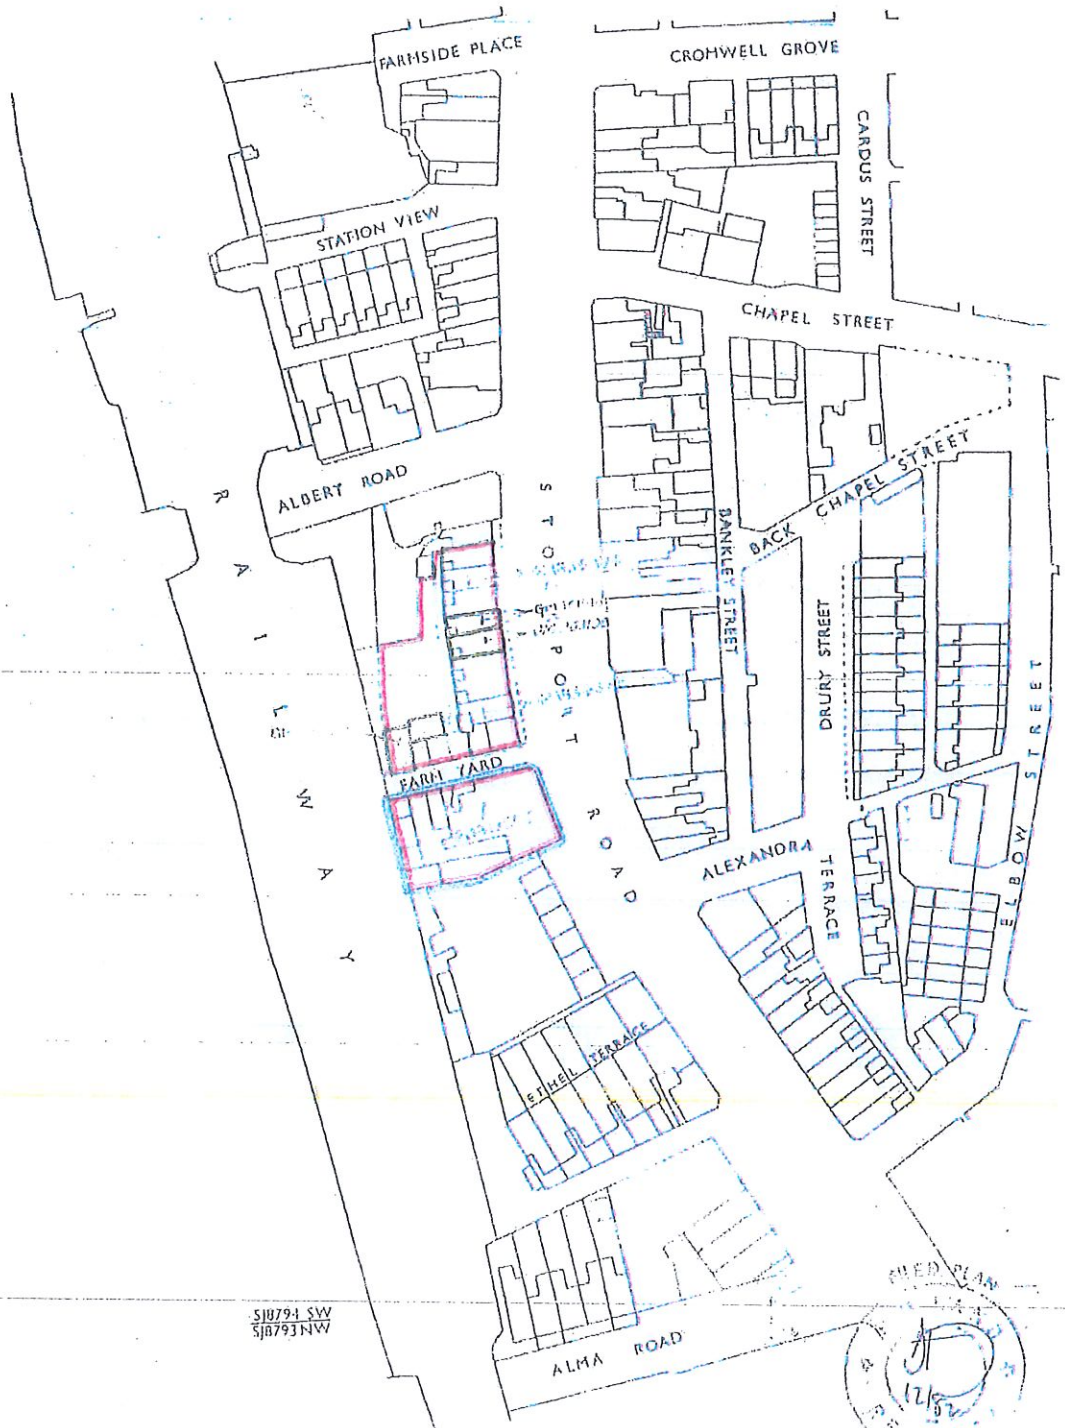 FARMSIDE PLACE
CROMWELL GROVE
CARDUS STREET
STATION VIEW
CHAPEL STREET
ALBERT ROAD
BACK CHAPEL STREET
BANKLEY STREET
STOCKPORT ROAD
RAILWAY
DRURY STREET
FARM YARD
ELBOW STREET
ALEXANDRA TERRACE
ETHEL TERRACE
SJ8794 SW
SJ8793 NW
ALMA ROAD
FILED PLAN
12/82